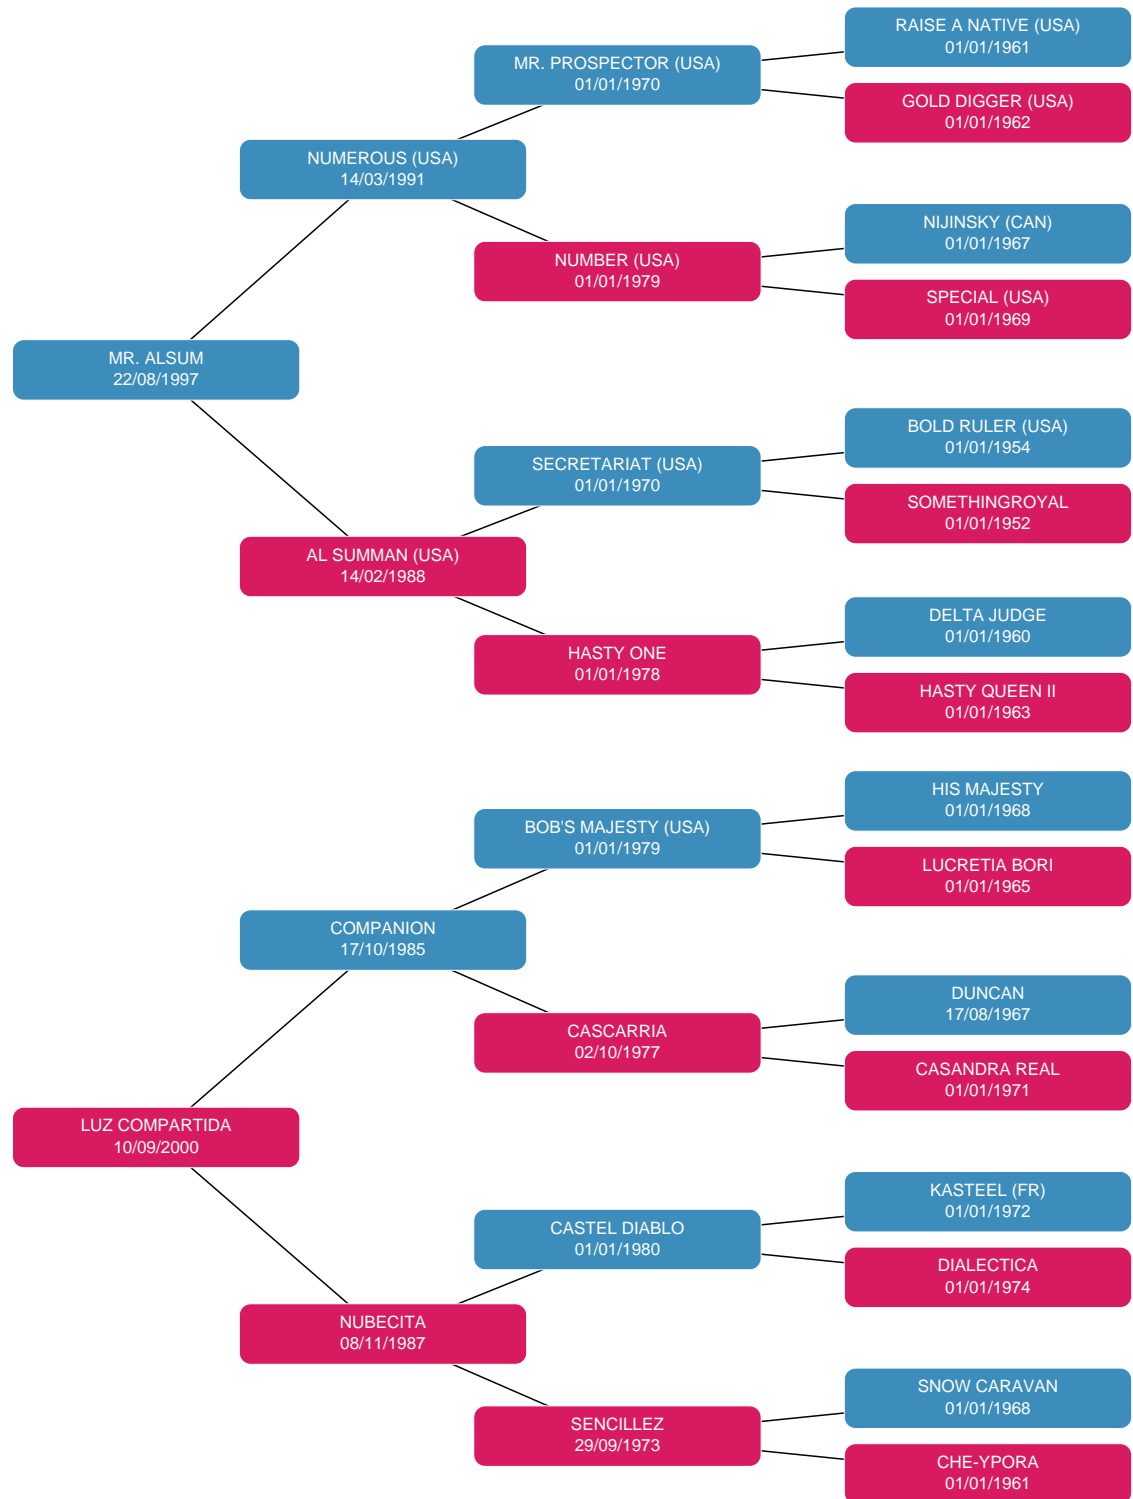 RAISE A NATIVE (USA)
01/01/1961
MR. PROSPECTOR (USA)
01/01/1970
GOLD DIGGER (USA)
01/01/1962
NUMEROUS (USA)
14/03/1991
NIJINSKY (CAN)
01/01/1967
NUMBER (USA)
01/01/1979
SPECIAL (USA)
01/01/1969
MR. ALSUM
22/08/1997
BOLD RULER (USA)
01/01/1954
SECRETARIAT (USA)
01/01/1970
SOMETHINGROYAL
01/01/1952
AL SUMMAN (USA)
14/02/1988
DELTA JUDGE
01/01/1960
HASTY ONE
01/01/1978
HASTY QUEEN II
01/01/1963
HIS MAJESTY
01/01/1968
BOB'S MAJESTY (USA)
01/01/1979
LUCRETIA BORI
01/01/1965
COMPANION
17/10/1985
DUNCAN
17/08/1967
CASCARRIA
02/10/1977
CASANDRA REAL
01/01/1971
LUZ COMPARTIDA
10/09/2000
KASTEEL (FR)
01/01/1972
CASTEL DIABLO
01/01/1980
DIALECTICA
01/01/1974
NUBECITA
08/11/1987
SNOW CARAVAN
01/01/1968
SENCILLEZ
29/09/1973
CHE-YPORA
01/01/1961